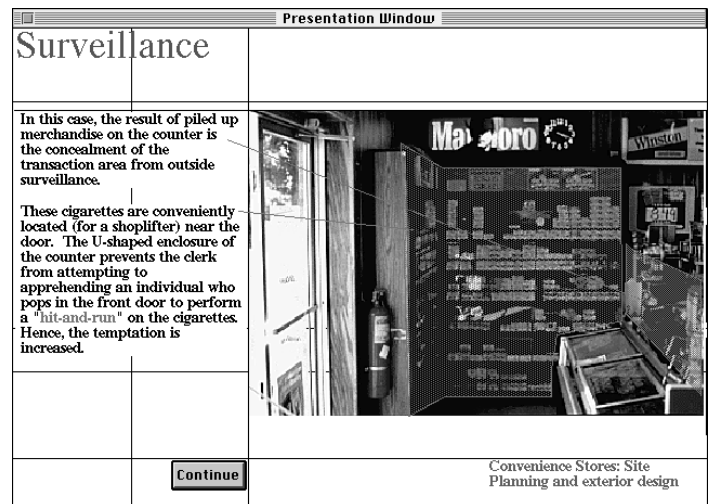 Presentation Window
Surveillance
In this case, the result of piled up
merchandise on the counter is
the concealment of the
transaction area from outside
surveillance.
These cigarettes are conveniently
located (for a shoplifter) near the
door. The U-shaped enclosure of
the counter prevents the clerk
from attempting to
apprehending an individual who
pops in the front door to perform
a "hit-and-run" on the cigarettes.
Hence, the temptation is
increased.
Marlboro
Winston
Continue
Convenience Stores: Site
Planning and exterior design